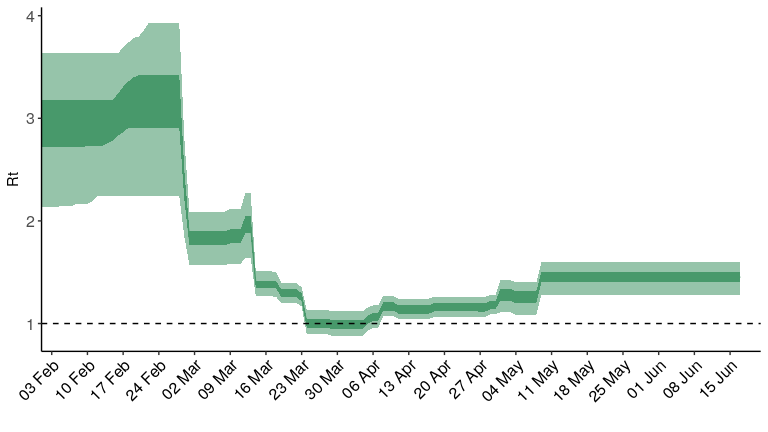 4
3
2
1
Rt
03 Feb
10 Feb
17 Feb
24 Feb
02 Mar
09 Mar
16 Mar
23 Mar
30 Mar
06 Apr
13 Apr
20 Apr
27 Apr
04 May
11 May
18 May
25 May
01 Jun
08 Jun
15 Jun